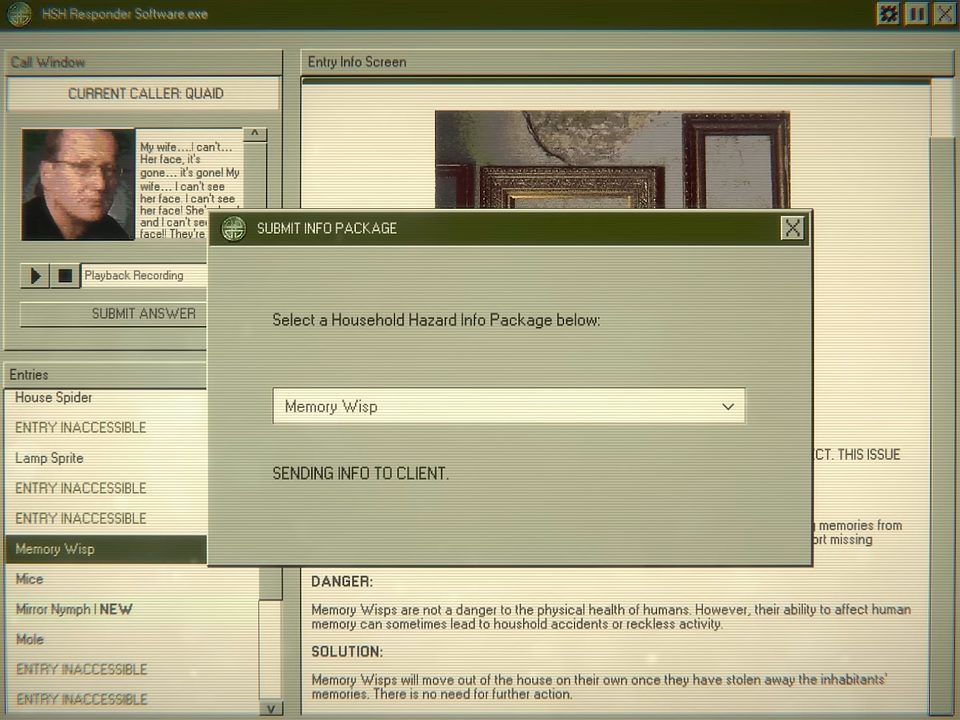 HSH Responder Software.exe
Call Window
CURRENT CALLER: QUAID
My wife....I can't...
Her face, it's
gone... it's gone! My
wife... I can't see
her face. I can't see
her face! She's
and I can't see
face!! They're
Playback Recording
SUBMIT ANSWER
Entries
House Spider
ENTRY INACCESSIBLE
Lamp Sprite
ENTRY INACCESSIBLE
ENTRY INACCESSIBLE
Memory Wisp
Mice
Mirror Nymph | NEW
Mole
ENTRY INACCESSIBLE
ENTRY INACCESSIBLE
Entry Info Screen
SUBMIT INFO PACKAGE
Select a Household Hazard Info Package below:
Memory Wisp
SENDING INFO TO CLIENT.
CT. THIS ISSUE
memories from
ort missing
DANGER:
Memory Wisps are not a danger to the physical health of humans. However, their ability to affect human
memory can sometimes lead to houshold accidents or reckless activity.
SOLUTION:
Memory Wisps will move out of the house on their own once they have stolen away the inhabitants'
memories. There is no need for further action.